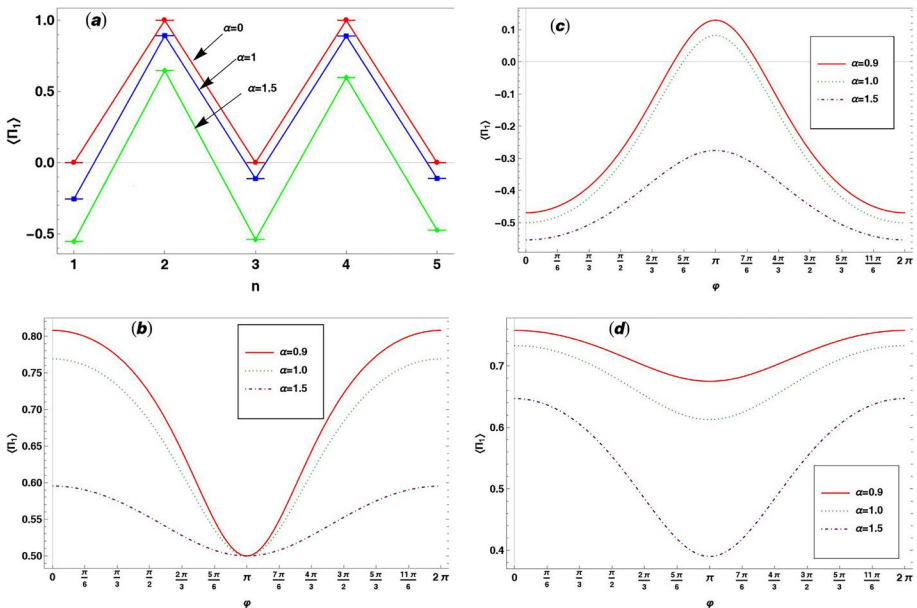 (a)
1.0
0.5
0.0
−0.5
⟨Π₁⟩
α=0
α=1
α=1.5
1 2 3 4 5
n
(c)
0.1
0.0
−0.1
−0.2
−0.3
−0.4
−0.5
⟨Π₁⟩
α=0.9
α=1.0
α=1.5
0 π/6 π/3 π/2 2π/3 5π/6 π 7π/6 4π/3 3π/2 5π/3 11π/6 2π
φ
(b)
0.80
0.75
0.70
0.65
0.60
0.55
0.50
⟨Π₁⟩
α=0.9
α=1.0
α=1.5
0 π/6 π/3 π/2 2π/3 5π/6 π 7π/6 4π/3 3π/2 5π/3 11π/6 2π
φ
(d)
0.7
0.6
0.5
0.4
⟨Π₁⟩
α=0.9
α=1.0
α=1.5
0 π/6 π/3 π/2 2π/3 5π/6 π 7π/6 4π/3 3π/2 5π/3 11π/6 2π
φ